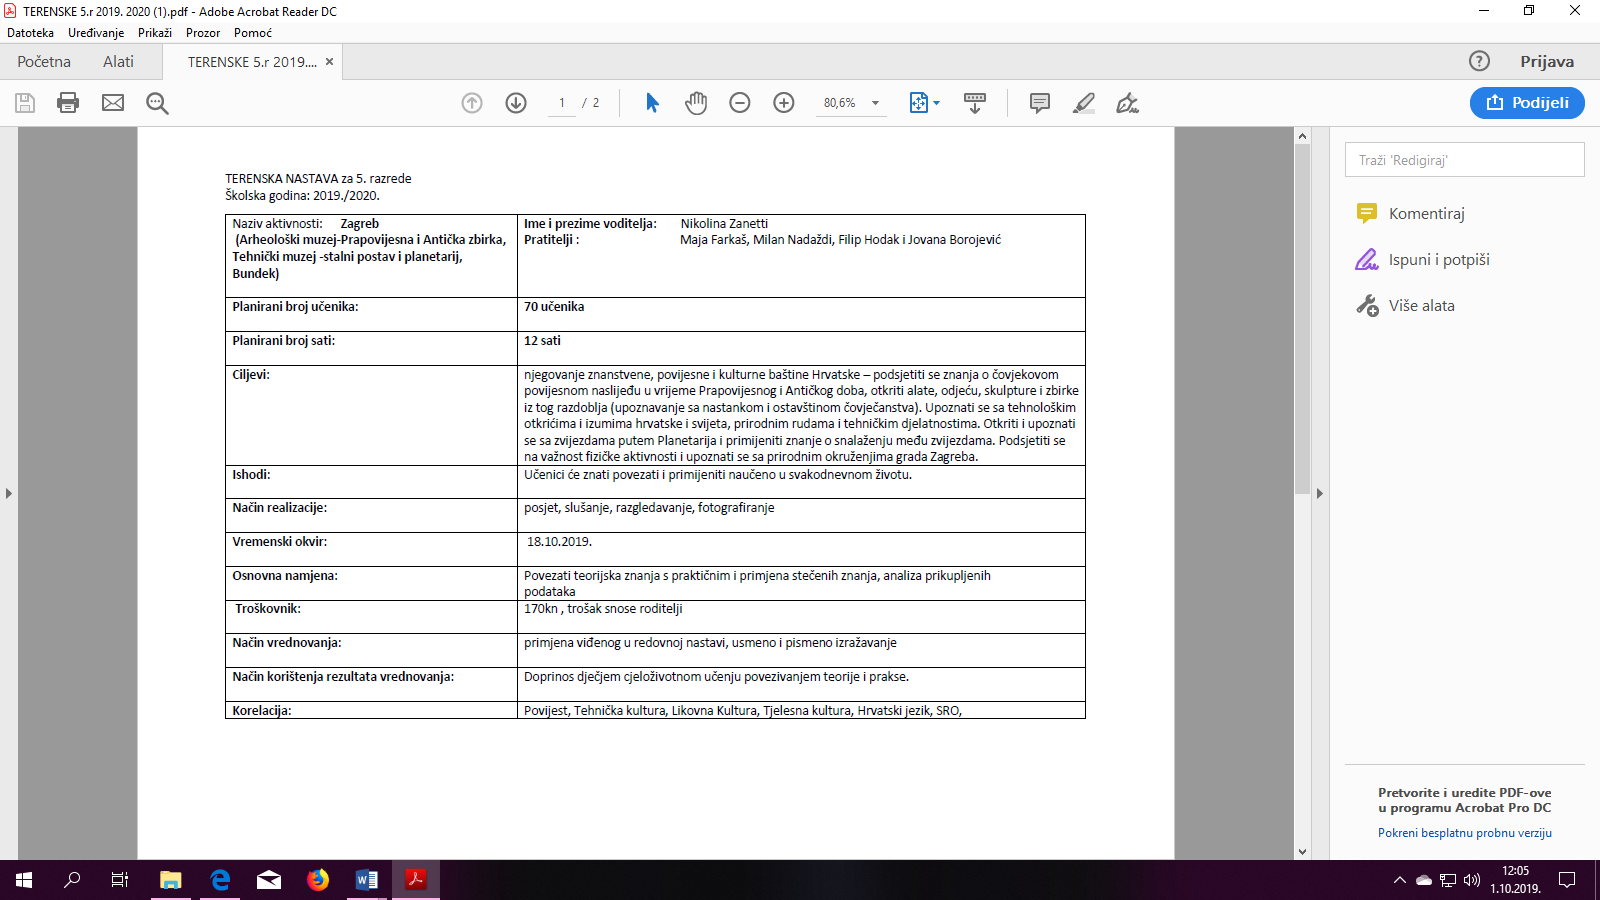 TERENSKE 5.r 2019. 2020 (1).pdf - Adobe Acrobat Reader DC
Datoteka Uređivanje Prikaži Prozor Pomoć
Početna Alati TERENSKE 5.r 2019.... × Prijava
1 / 2 80,6% Podijeli
TERENSKA NASTAVA za 5. razrede
Školska godina: 2019./2020.
Naziv aktivnosti: Zagreb
(Arheološki muzej-Prapovijesna i Antička zbirka,
Tehnički muzej -stalni postav i planetarij,
Bundek)
Ime i prezime voditelja: Nikolina Zanetti
Pratitelji : Maja Farkaš, Milan Nadaždi, Filip Hodak i Jovana Borojević
Planirani broj učenika: 70 učenika
Planirani broj sati: 12 sati
Ciljevi: njegovanje znanstvene, povijesne i kulturne baštine Hrvatske – podsjetiti se znanja o čovjekovom
povijesnom naslijeđu u vrijeme Prapovijesnog i Antičkog doba, otkriti alate, odjeću, skulpture i zbirke
iz tog razdoblja (upoznavanje sa nastankom i ostavštinom čovječanstva). Upoznati se sa tehnološkim
otkrićima i izumima hrvatske i svijeta, prirodnim rudama i tehničkim djelatnostima. Otkriti i upoznati
se sa zvijezdama putem Planetarija i primijeniti znanje o snalaženju među zvijezdama. Podsjetiti se
na važnost fizičke aktivnosti i upoznati se sa prirodnim okruženjima grada Zagreba.
Ishodi: Učenici će znati povezati i primijeniti naučeno u svakodnevnom životu.
Način realizacije: posjet, slušanje, razgledavanje, fotografiranje
Vremenski okvir: 18.10.2019.
Osnovna namjena: Povezati teorijska znanja s praktičnim i primjena stečenih znanja, analiza prikupljenih
podataka
Troškovnik: 170kn , trošak snose roditelji
Način vrednovanja: primjena viđenog u redovnoj nastavi, usmeno i pismeno izražavanje
Način korištenja rezultata vrednovanja: Doprinos dječjem cjeloživotnom učenju povezivanjem teorije i prakse.
Korelacija: Povijest, Tehnička kultura, Likovna Kultura, Tjelesna kultura, Hrvatski jezik, SRO,
Traži 'Redigiraj'
Komentiraj
Ispuni i potpiši
Više alata
Pretvorite i uredite PDF-ove
u programu Acrobat Pro DC
Pokreni besplatnu probnu verziju
12:05
1.10.2019.